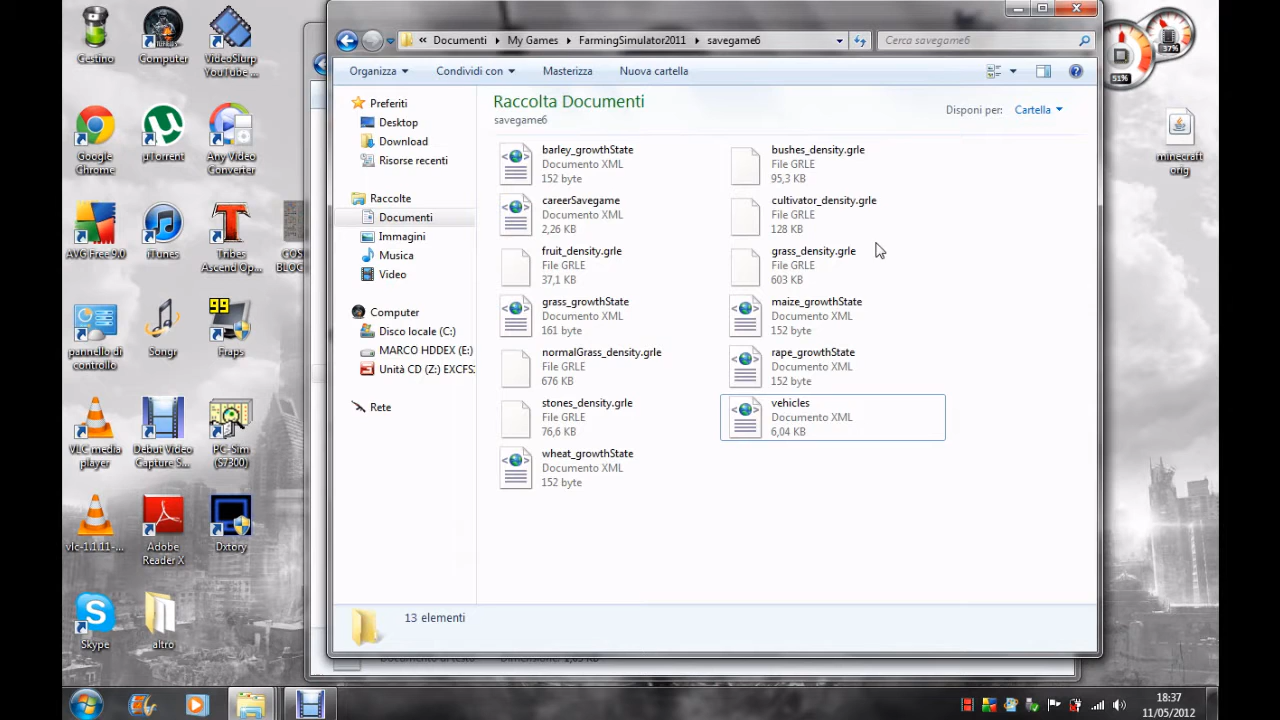 Cestino
Computer
VideoSlurp
YouTube ...
Google
Chrome
µTorrent
Any Video
Converter
AVG Free 9.0
iTunes
Tribes
Ascend Op...
COS
BLOC
pannello di
controllo
Songr
99
Fraps
VLC media
player
Debut Video
Capture S...
PC-Sim
(S7300)
vlc-1.1.11-...
Adobe
Reader X
Dxtory
Skype
altro
« Documenti
My Games
FarmingSimulator2011
savegame6
Cerca savegame6
Organizza
Condividi con
Masterizza
Nuova cartella
Preferiti
Desktop
Download
Risorse recenti
Raccolte
Documenti
Immagini
Musica
Video
Computer
Disco locale (C:)
MARCO HDDEX (E:)
Unità CD (Z:) EXCFS
Rete
Raccolta Documenti
savegame6
Disponi per:
Cartella
barley_growthState
Documento XML
152 byte
bushes_density.grle
File GRLE
95,3 KB
careerSavegame
Documento XML
2,26 KB
cultivator_density.grle
File GRLE
128 KB
fruit_density.grle
File GRLE
37,1 KB
grass_density.grle
File GRLE
603 KB
grass_growthState
Documento XML
161 byte
maize_growthState
Documento XML
152 byte
normalGrass_density.grle
File GRLE
676 KB
rape_growthState
Documento XML
152 byte
stones_density.grle
File GRLE
76,6 KB
vehicles
Documento XML
6,04 KB
wheat_growthState
Documento XML
152 byte
13 elementi
51%
37%
minecraft
orig
18:37
11/05/2012